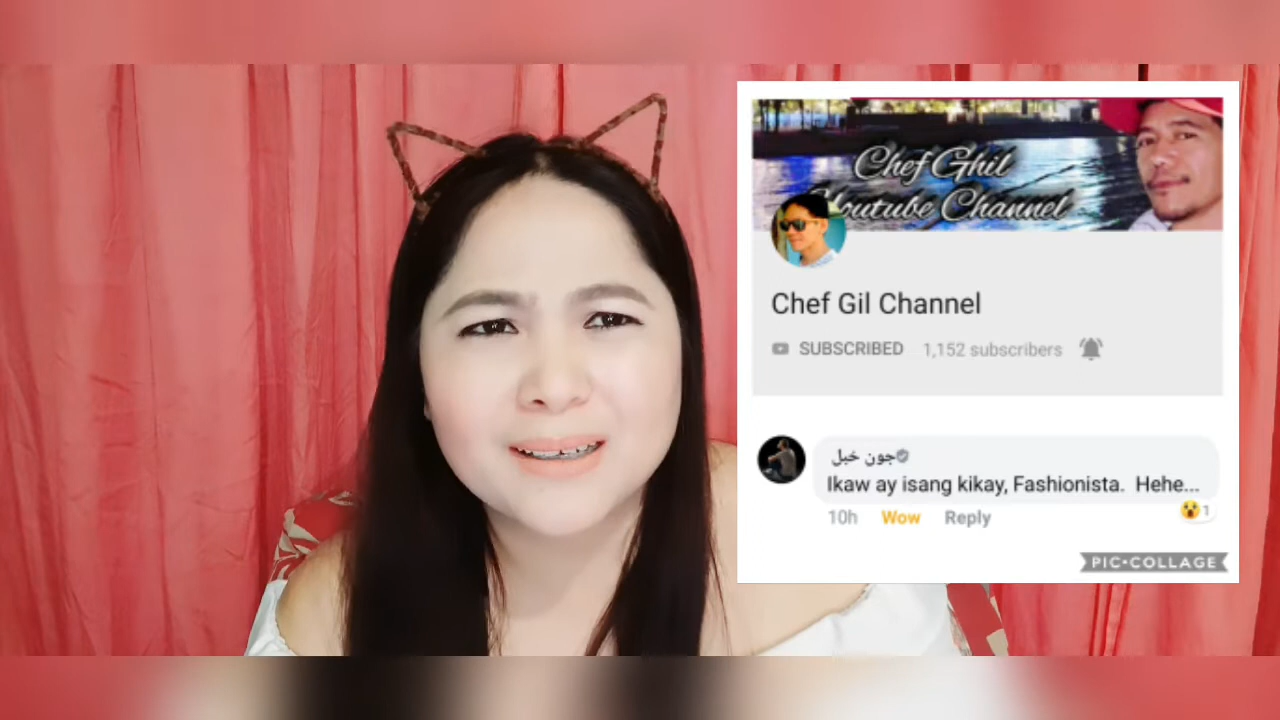 Chef Ghil
Youtube Channel
Chef Gil Channel
SUBSCRIBED 1,152 subscribers
جون خبل
Ikaw ay isang kikay, Fashionista. Hehe...
10h Wow Reply 1
PIC•COLLAGE